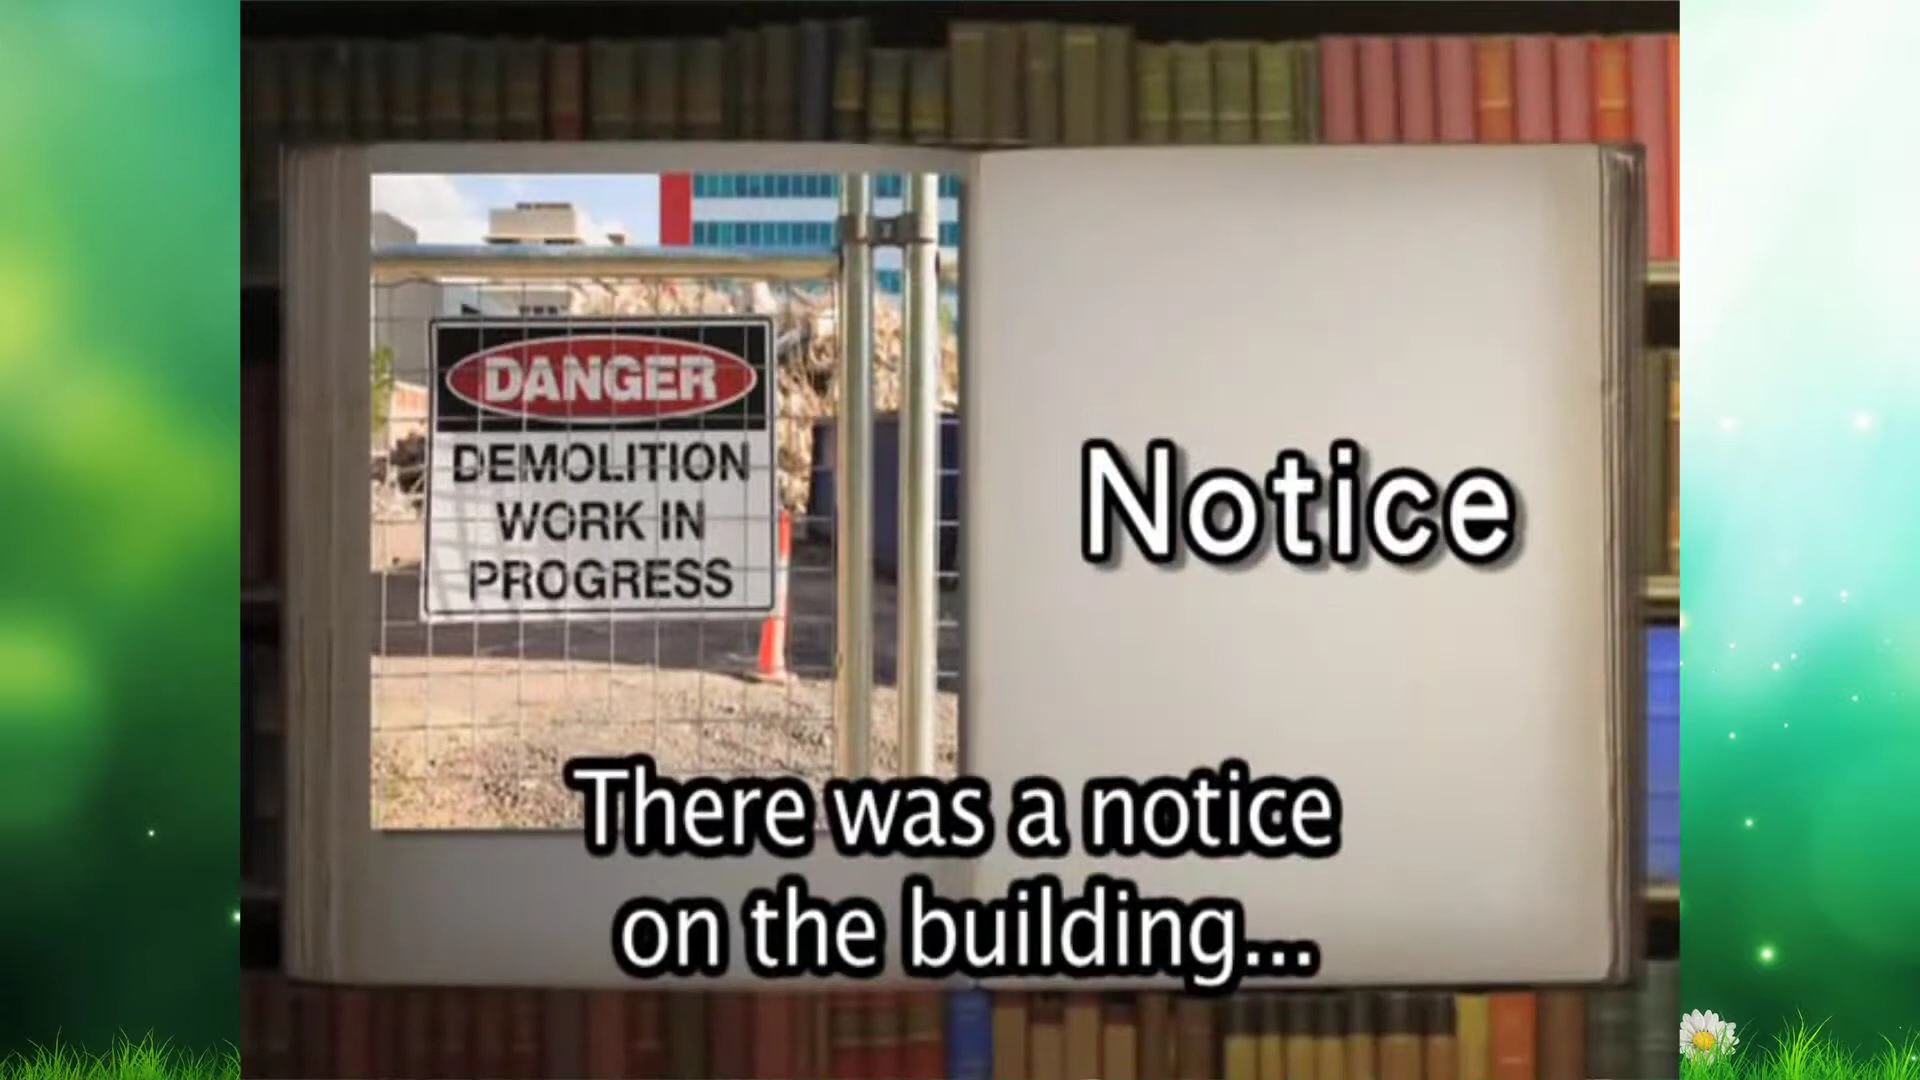 DANGER
DEMOLITION
WORK IN
PROGRESS
Notice
There was a notice
on the building...